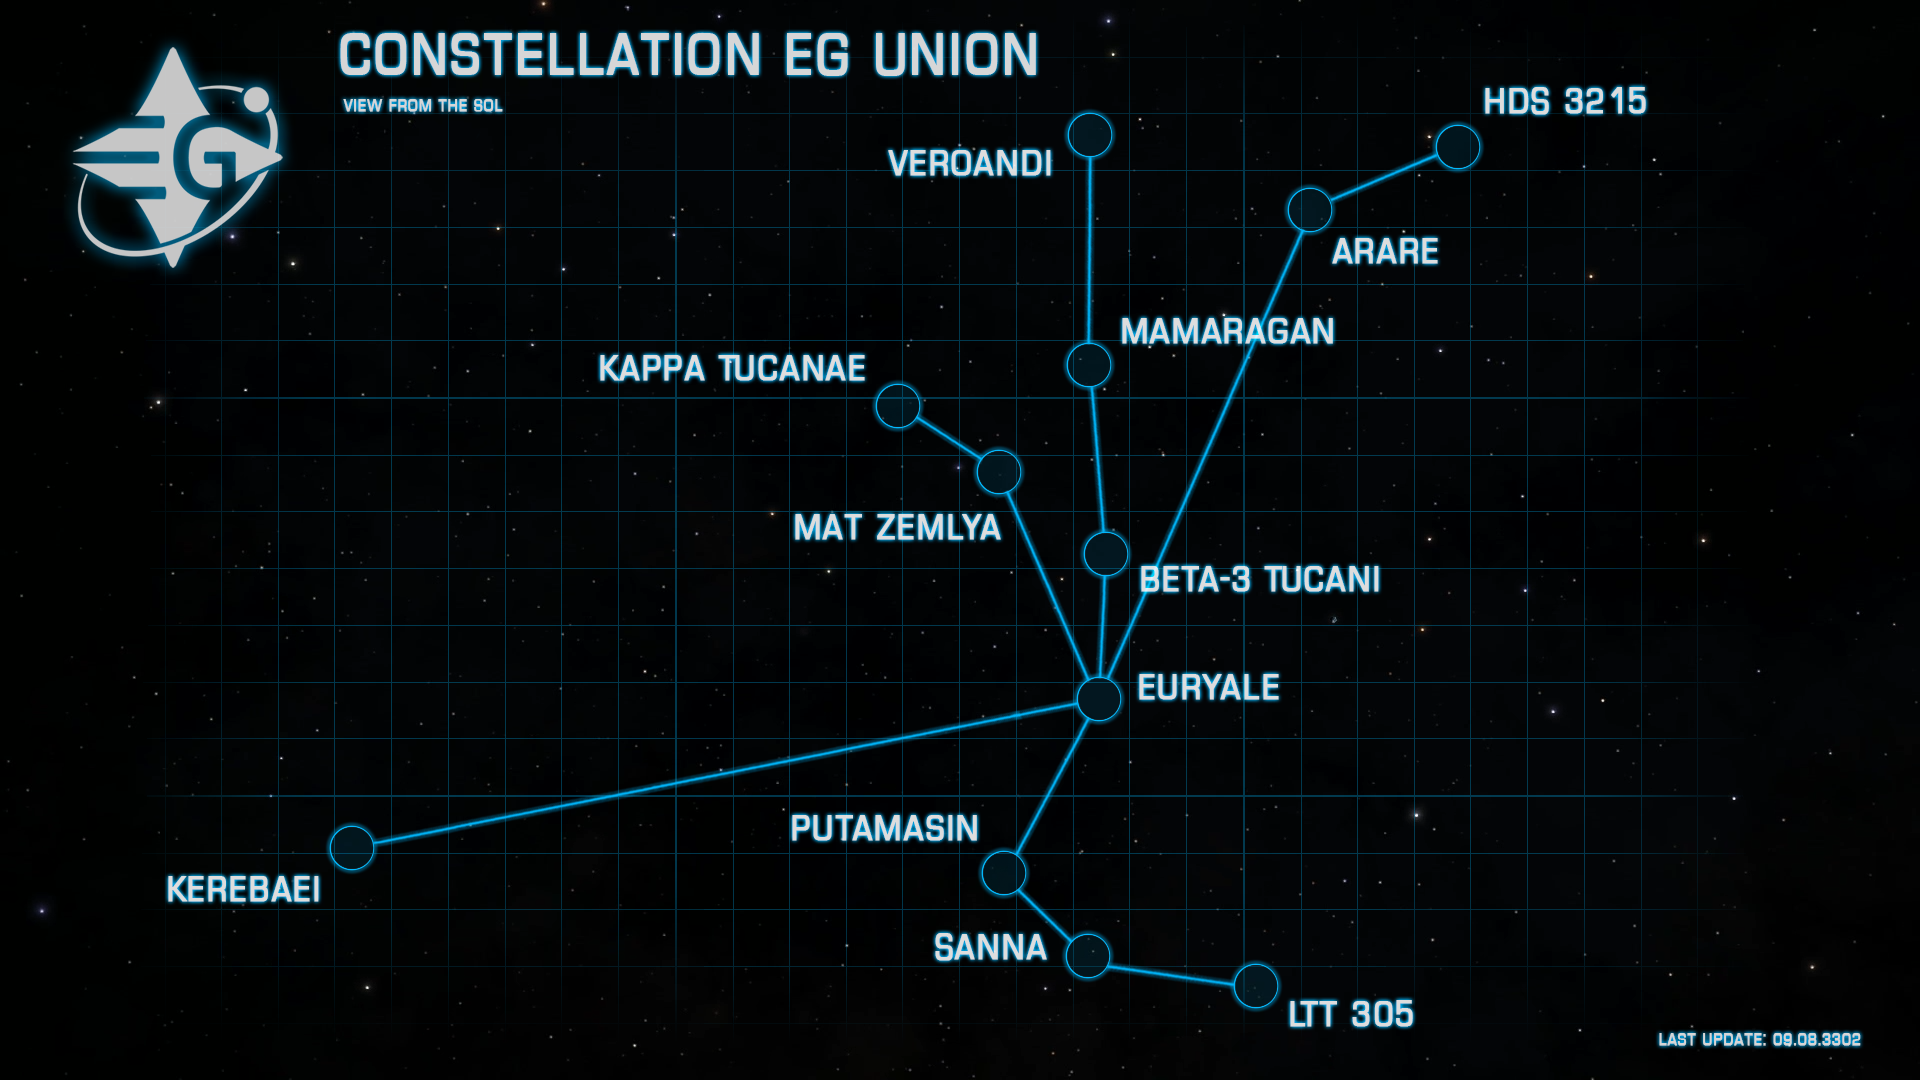 CONSTELLATION EG UNION
VIEW FROM THE SOL
EG
HDS 3215
VEROANDI
ARARE
MAMARAGAN
KAPPA TUCANAE
MAT ZEMLYA
BETA-3 TUCANI
EURYALE
PUTAMASIN
KEREBAEI
SANNA
LTT 305
LAST UPDATE: 09.08.3302